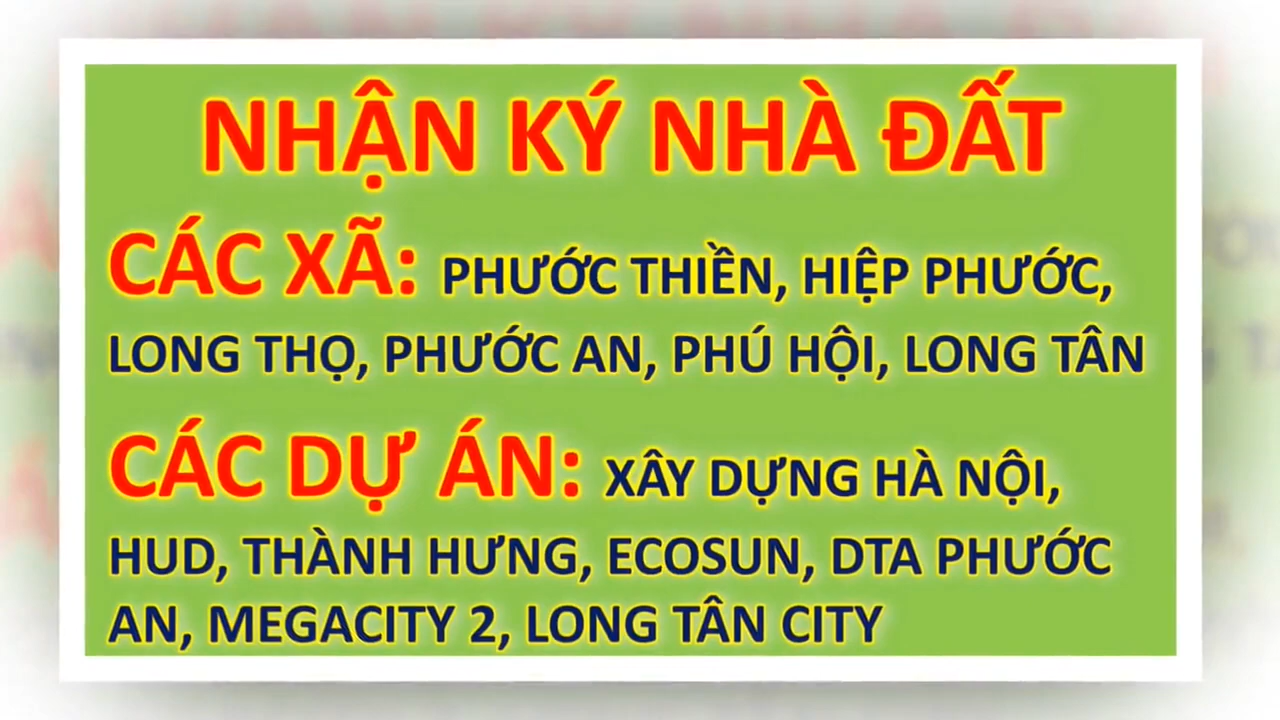 NHẬN KÝ NHÀ ĐẤT
CÁC XÃ: PHƯỚC THIỀN, HIỆP PHƯỚC,
LONG THỌ, PHƯỚC AN, PHÚ HỘI, LONG TÂN
CÁC DỰ ÁN: XÂY DỰNG HÀ NỘI,
HUD, THÀNH HƯNG, ECOSUN, DTA PHƯỚC
AN, MEGACITY 2, LONG TÂN CITY